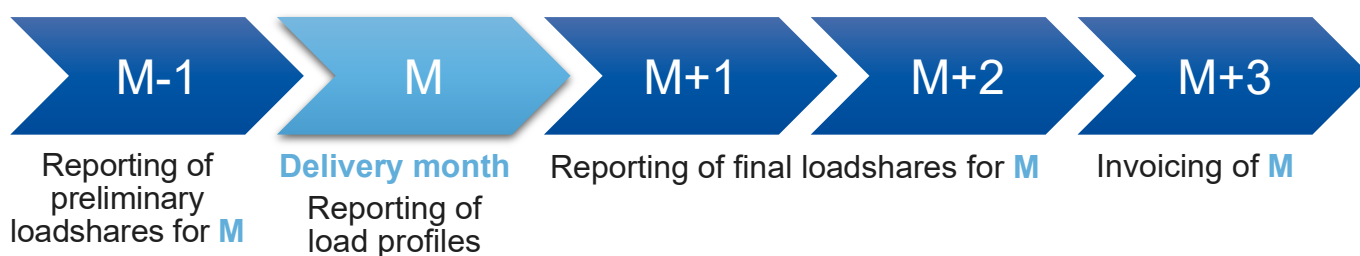 M-1
M
M+1
M+2
M+3
Reporting of
preliminary
loadshares for M
Delivery month
Reporting of
load profiles
Reporting of final loadshares for M
Invoicing of M